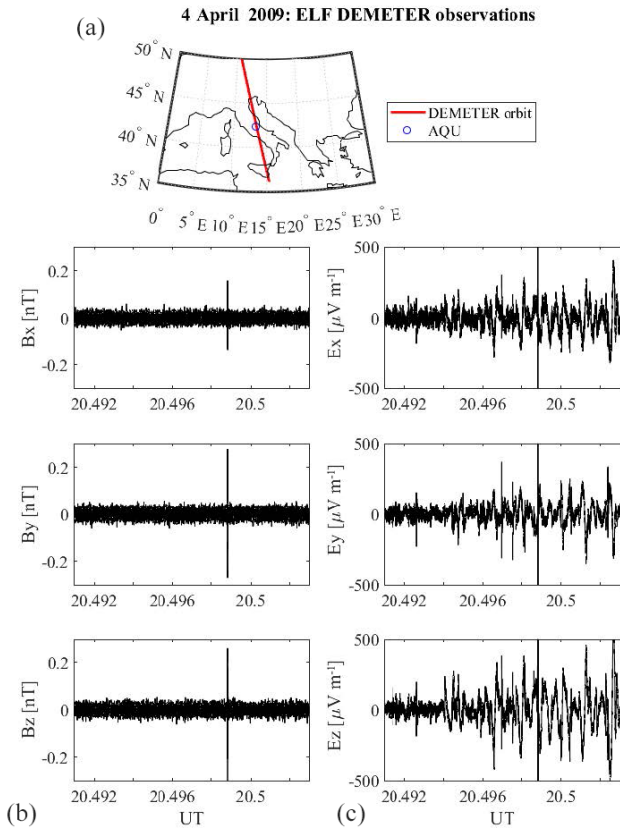 4 April 2009: ELF DEMETER observations
(a)
50° N
45° N
40° N
35° N
0° 5° E 10° E 15° E 20° E 25° E 30° E
DEMETER orbit
AQU
Bx [nT]
0.2
0
-0.2
20.492 20.496 20.5
Ex [μV m⁻¹]
500
0
-500
20.492 20.496 20.5
By [nT]
0.2
0
-0.2
20.492 20.496 20.5
Ey [μV m⁻¹]
500
0
-500
20.492 20.496 20.5
Bz [nT]
0.2
0
-0.2
20.492 20.496 20.5
UT
(b)
Ez [μV m⁻¹]
500
0
-500
20.492 20.496 20.5
UT
(c)